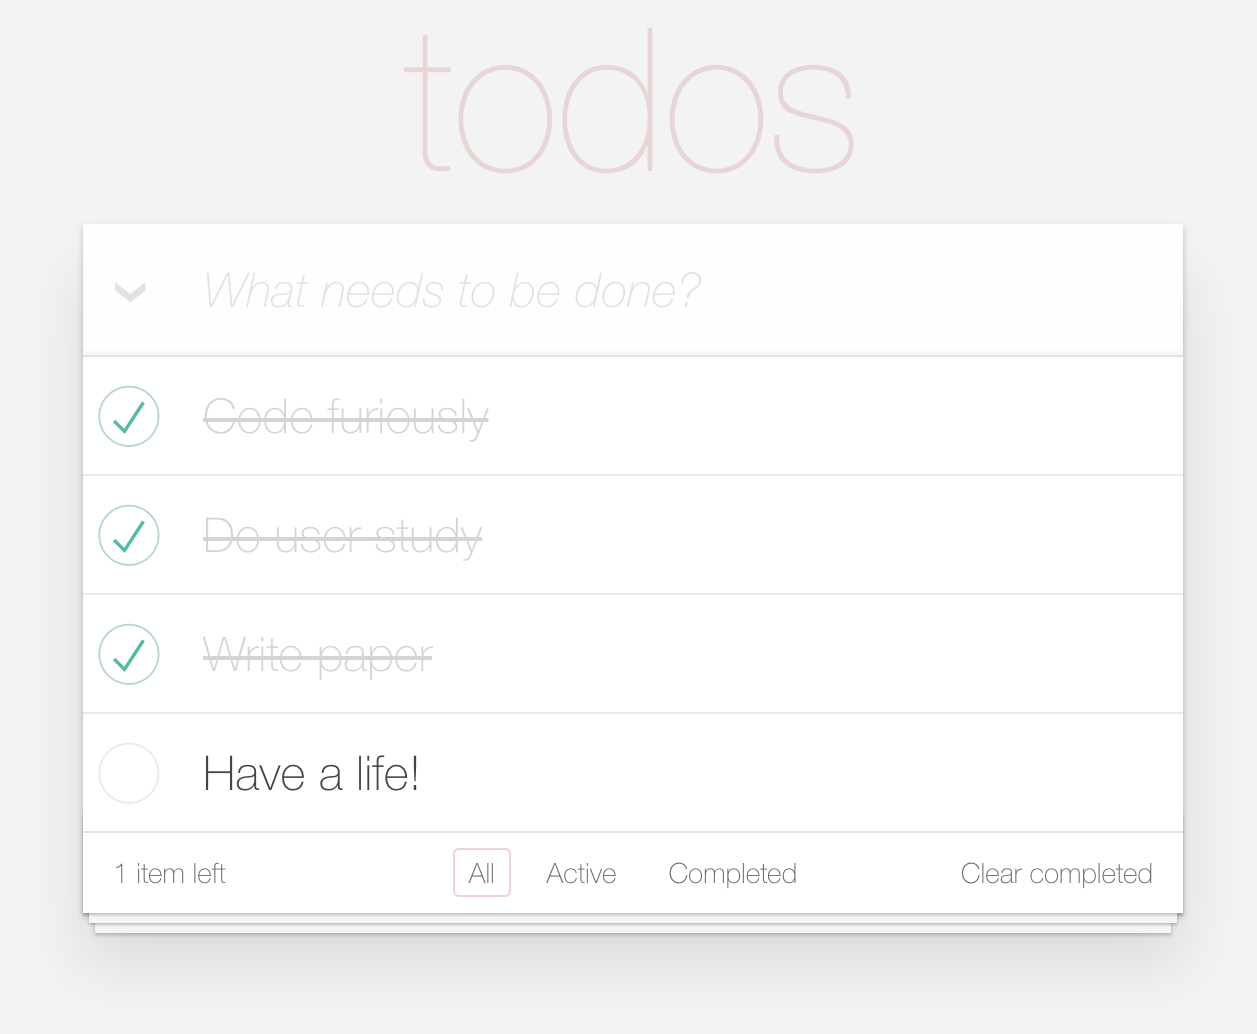 todos
What needs to be done?
Code furiously
Do user study
Write paper
Have a life!
1 item left All Active Completed Clear completed